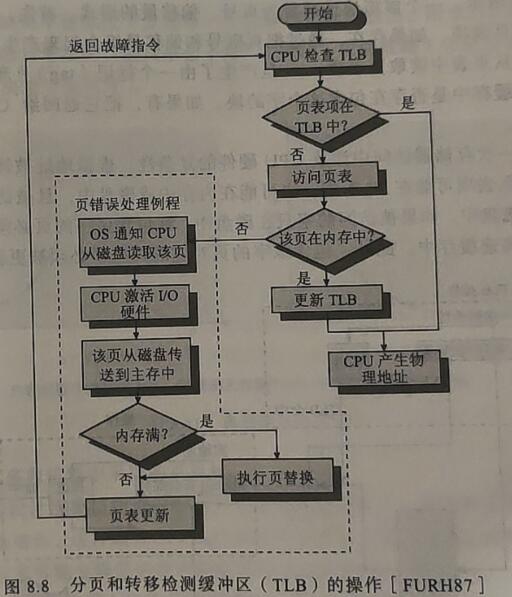 开始
返回故障指令
CPU 检查 TLB
页表项在
TLB 中？
是
否
访问页表
页错误处理例程
OS 通知 CPU
从磁盘读取该页
否
该页在内存中？
是
CPU 激活 I/O
硬件
更新 TLB
该页从磁盘传
送到主存中
CPU 产生物
理地址
内存满？
是
否
执行页替换
页表更新
图 8.8 分页和转移检测缓冲区（TLB）的操作［FURH87］